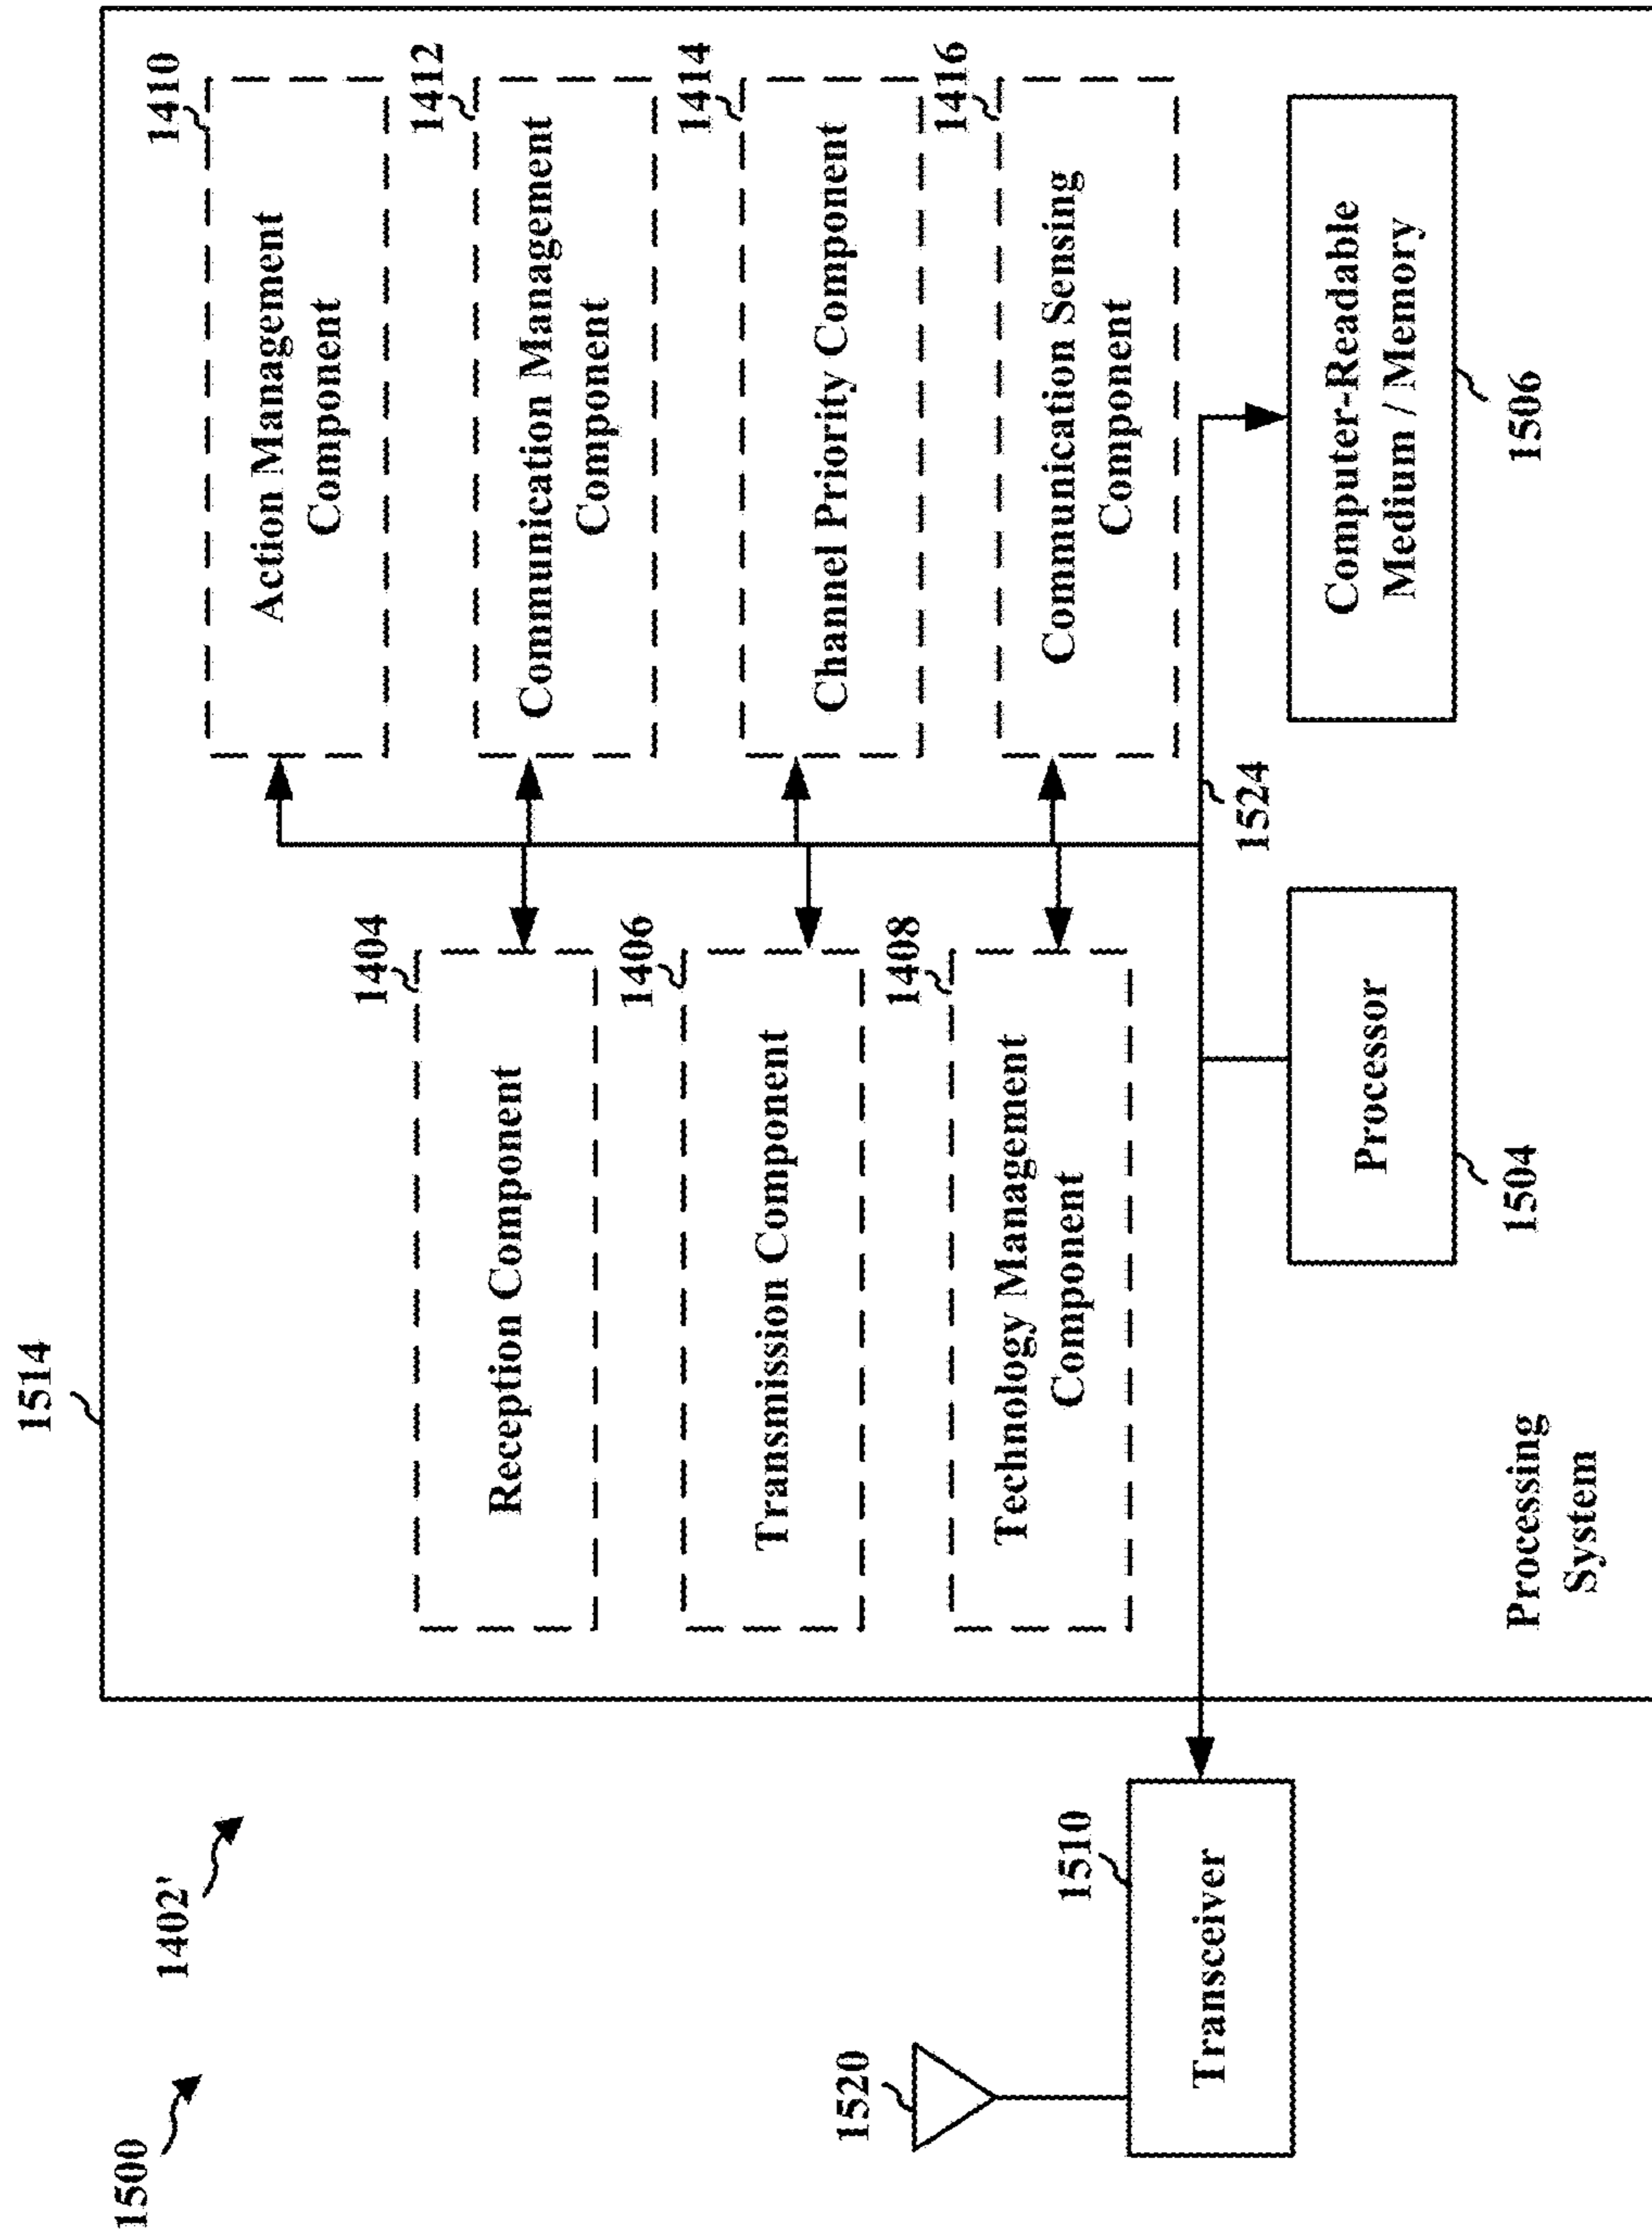 1500
1402'
1514
1410
Action Management
Component
1404
Reception Component
1412
Communication Management
Component
1406
Transmission Component
1414
Channel Priority Component
1408
Technology Management
Component
1416
Communication Sensing
Component
1520
1510
Transceiver
1524
Processor
1504
Computer-Readable
Medium / Memory
1506
Processing
System